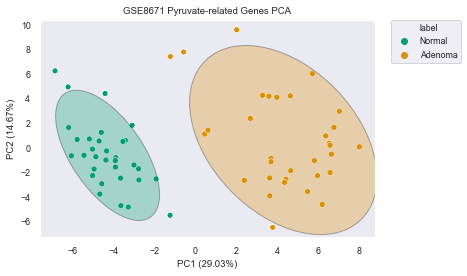 GSE8671 Pyruvate-related Genes PCA
label
Normal
Adenoma
PC2 (14.67%)
10
8
6
4
2
0
−2
−4
−6
−6
−4
−2
0
2
4
6
8
PC1 (29.03%)